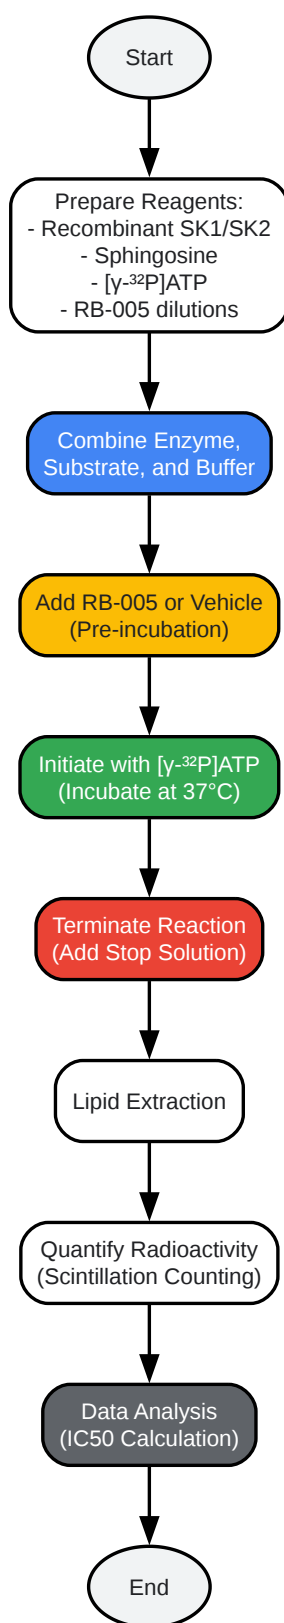 Start
Prepare Reagents:
- Recombinant SK1/SK2
- Sphingosine
- [γ-³²P]ATP
- RB-005 dilutions
Combine Enzyme,
Substrate, and Buffer
Add RB-005 or Vehicle
(Pre-incubation)
Initiate with [γ-³²P]ATP
(Incubate at 37°C)
Terminate Reaction
(Add Stop Solution)
Lipid Extraction
Quantify Radioactivity
(Scintillation Counting)
Data Analysis
(IC50 Calculation)
End